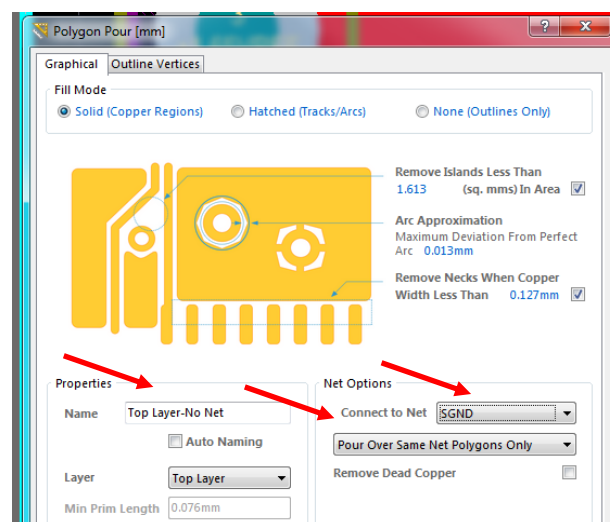 Polygon Pour [mm]
?
Graphical Outline Vertices
Fill Mode
Solid (Copper Regions) Hatched (Tracks/Arcs) None (Outlines Only)
Remove Islands Less Than
1.613 (sq. mms) In Area
Arc Approximation
Maximum Deviation From Perfect
Arc 0.013mm
Remove Necks When Copper
Width Less Than 0.127mm
Properties Net Options
Name Top Layer-No Net Connect to Net SGND
Auto Naming Pour Over Same Net Polygons Only
Layer Top Layer Remove Dead Copper
Min Prim Length 0.076mm